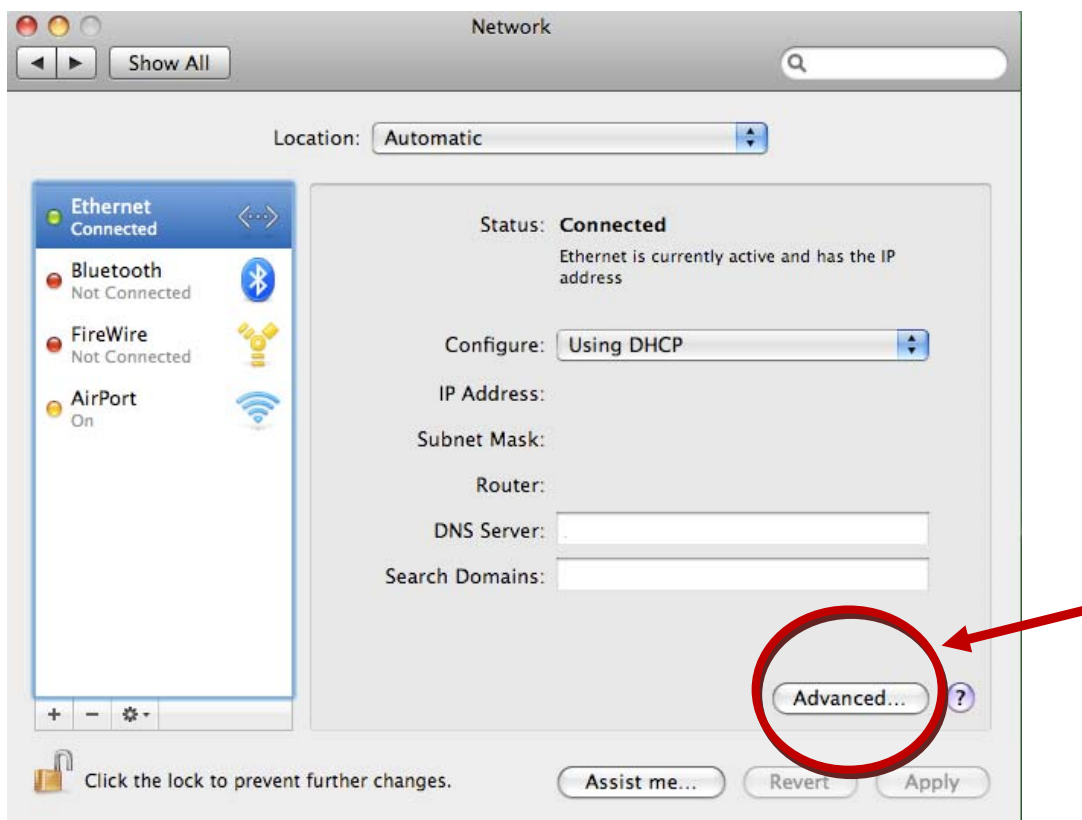 Network
Show All
Location: Automatic
Ethernet
Connected
Bluetooth
Not Connected
FireWire
Not Connected
AirPort
On
Status: Connected
Ethernet is currently active and has the IP
address
Configure: Using DHCP
IP Address:
Subnet Mask:
Router:
DNS Server:
Search Domains:
Advanced... ?
+ −
Click the lock to prevent further changes.
Assist me... Revert Apply